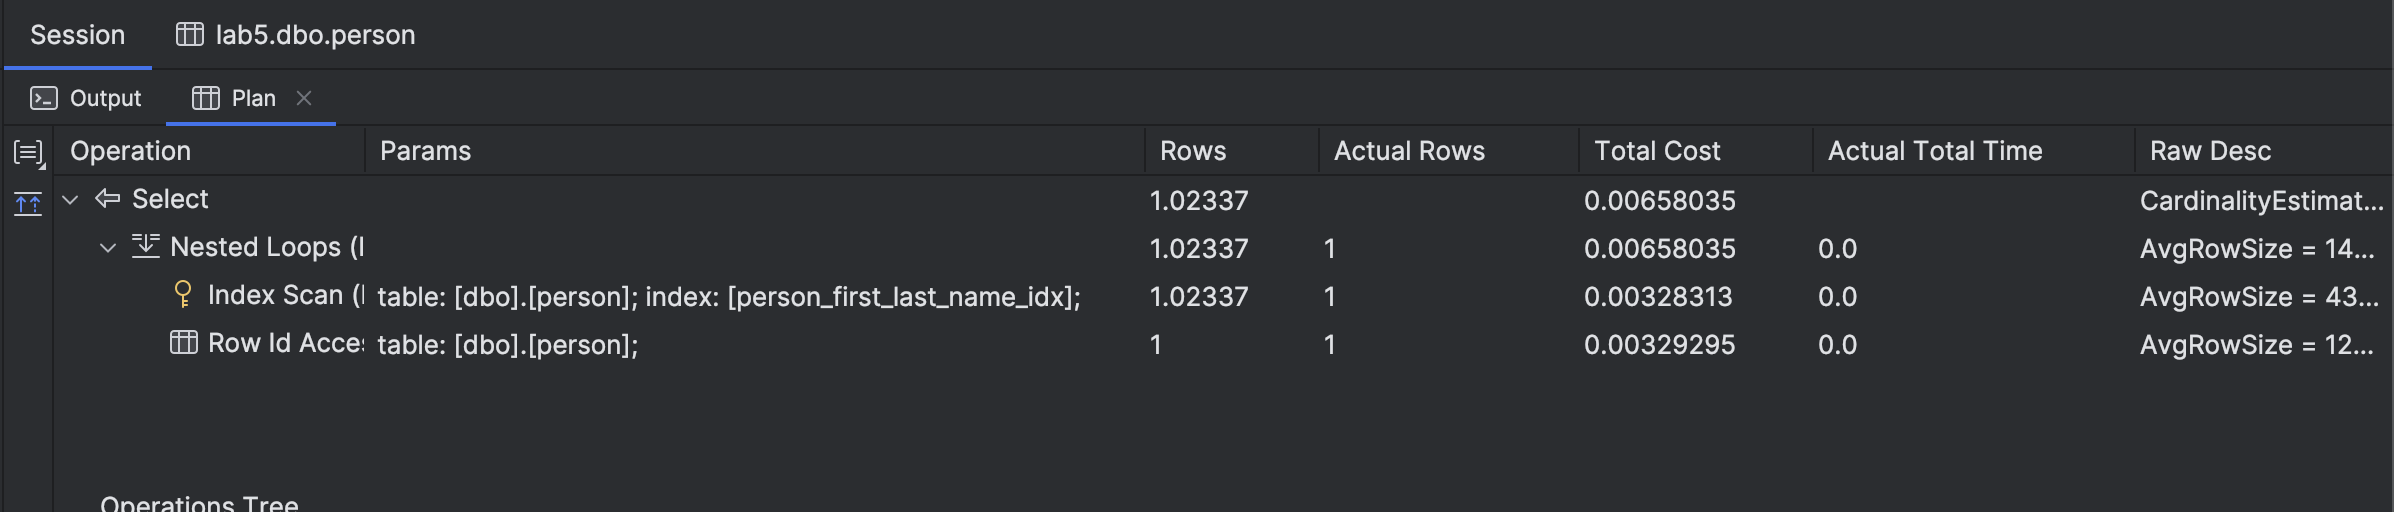 Session lab5.dbo.person
Output Plan
Operation Params Rows Actual Rows Total Cost Actual Total Time Raw Desc
Select 1.02337 0.00658035 CardinalityEstimat...
Nested Loops (I 1.02337 1 0.00658035 0.0 AvgRowSize = 14...
Index Scan (I table: [dbo].[person]; index: [person_first_last_name_idx]; 1.02337 1 0.00328313 0.0 AvgRowSize = 43...
Row Id Acces table: [dbo].[person]; 1 1 0.00329295 0.0 AvgRowSize = 12...
Operations Tree